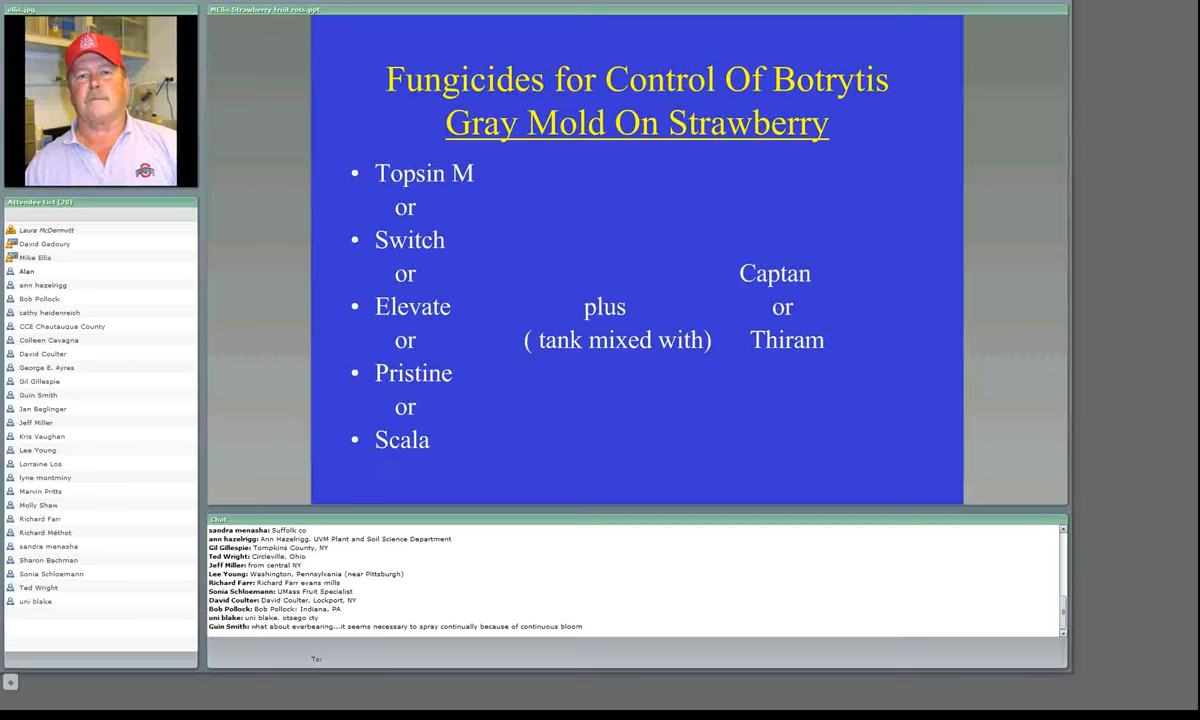 ellis.jpg
MEllis Strawberry fruit rots.ppt
Fungicides for Control Of Botrytis
Gray Mold On Strawberry
• Topsin M
or
• Switch
or
Captan
• Elevate
plus
or
or
( tank mixed with)
Thiram
• Pristine
or
• Scala
Attendee List (28)
Laura McDermott
David Gadoury
Mike Ellis
Alan
ann hazelrigg
Bob Pollock
cathy heidenreich
CCE Chautauqua County
Colleen Cavagna
David Coulter
George E. Ayres
Gil Gillespie
Guin Smith
Jan Beglinger
Jeff Miller
Kris Vaughan
Lee Young
Lorraine Los
lyne montminy
Marvin Pritts
Molly Shaw
Richard Farr
Richard Méthot
sandra menasha
Sharon Bachman
Sonia Schloemann
Ted Wright
uni blake
Chat
sandra menasha: Suffolk co
ann hazelrigg: Ann Hazelrigg, UVM Plant and Soil Science Department
Gil Gillespie: Tompkins County, NY
Ted Wright: Circleville, Ohio
Jeff Miller: from central NY
Lee Young: Washington, Pennsylvania (near Pittsburgh)
Richard Farr: Richard Farr evans mills
Sonia Schloemann: UMass Fruit Specialist
David Coulter: David Coulter, Lockport, NY
Bob Pollock: Bob Pollock: Indiana, PA
uni blake: uni blake, otsego cty
Guin Smith: what about everbearing...it seems necessary to spray continually because of continuous bloom
To: